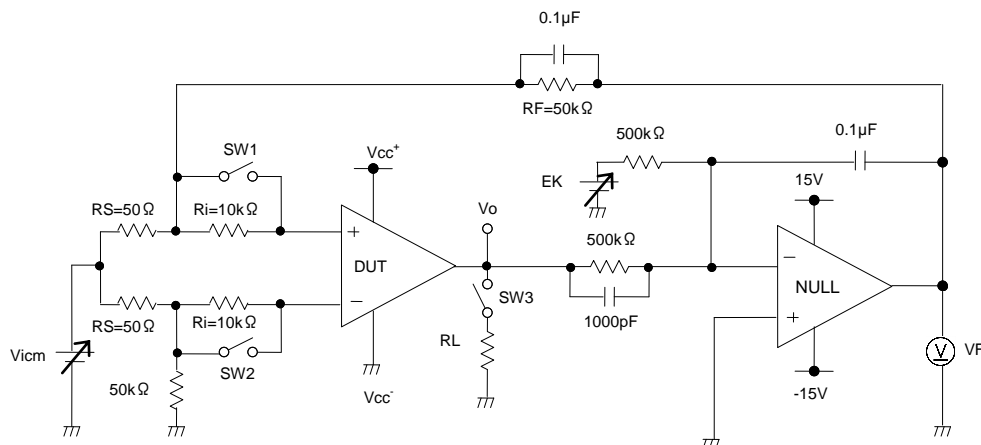 0.1μF
RF=50kΩ
500kΩ
0.1μF
SW1
Vcc+
EK
15V
Vo
RS=50Ω
Ri=10kΩ
500kΩ
+
DUT
−
−
NULL
+
SW3
RS=50Ω
Ri=10kΩ
1000pF
Vicm
SW2
RL
V
VF
50kΩ
Vcc-
-15V